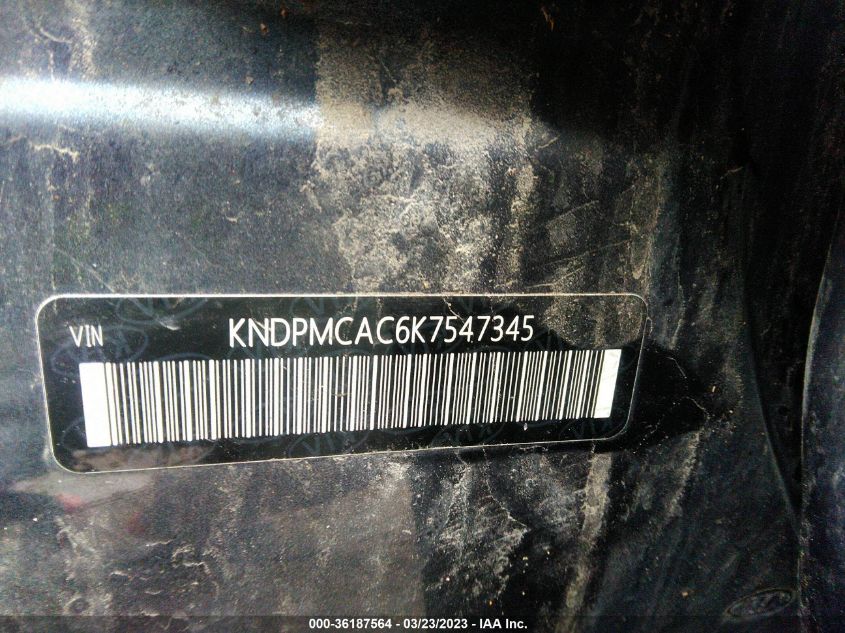 VIN
KNDPMCAC6K7547345
000-36187564 - 03/23/2023 - IAA Inc.